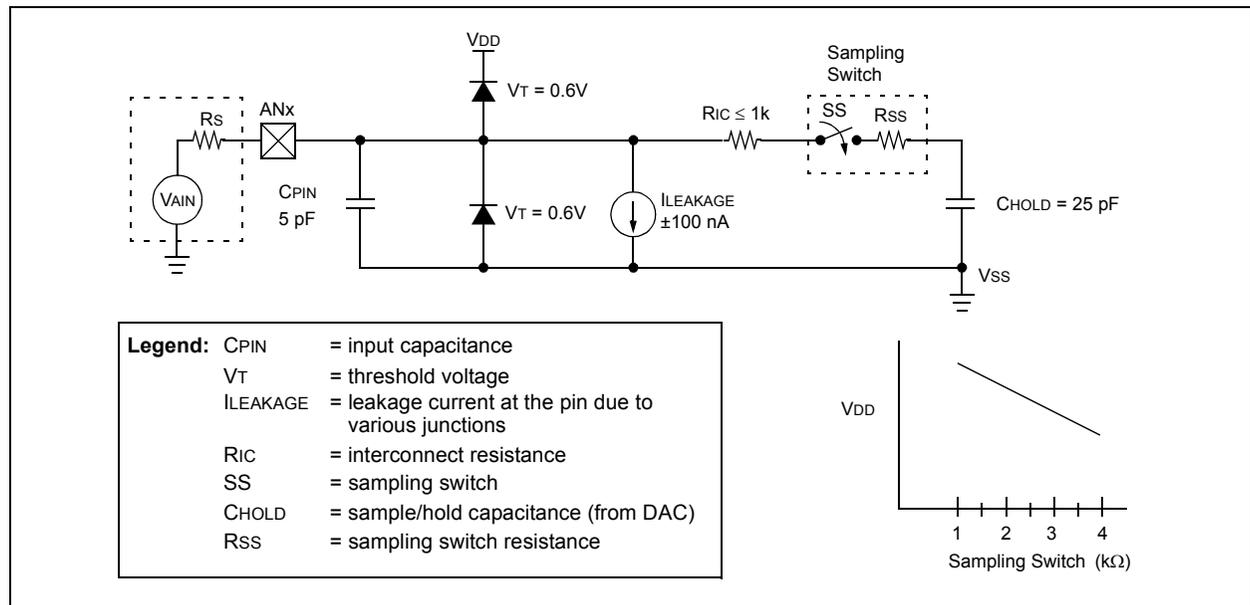 VDD
Sampling
Switch
VT = 0.6V
RS
ANx
RIC ≤ 1k
SS
RSS
VAIN
CPIN
5 pF
VT = 0.6V
ILEAKAGE
±100 nA
CHOLD = 25 pF
VSS
Legend: CPIN = input capacitance
VT = threshold voltage
ILEAKAGE = leakage current at the pin due to
various junctions
RIC = interconnect resistance
SS = sampling switch
CHOLD = sample/hold capacitance (from DAC)
RSS = sampling switch resistance
VDD
1 2 3 4
Sampling Switch (kΩ)